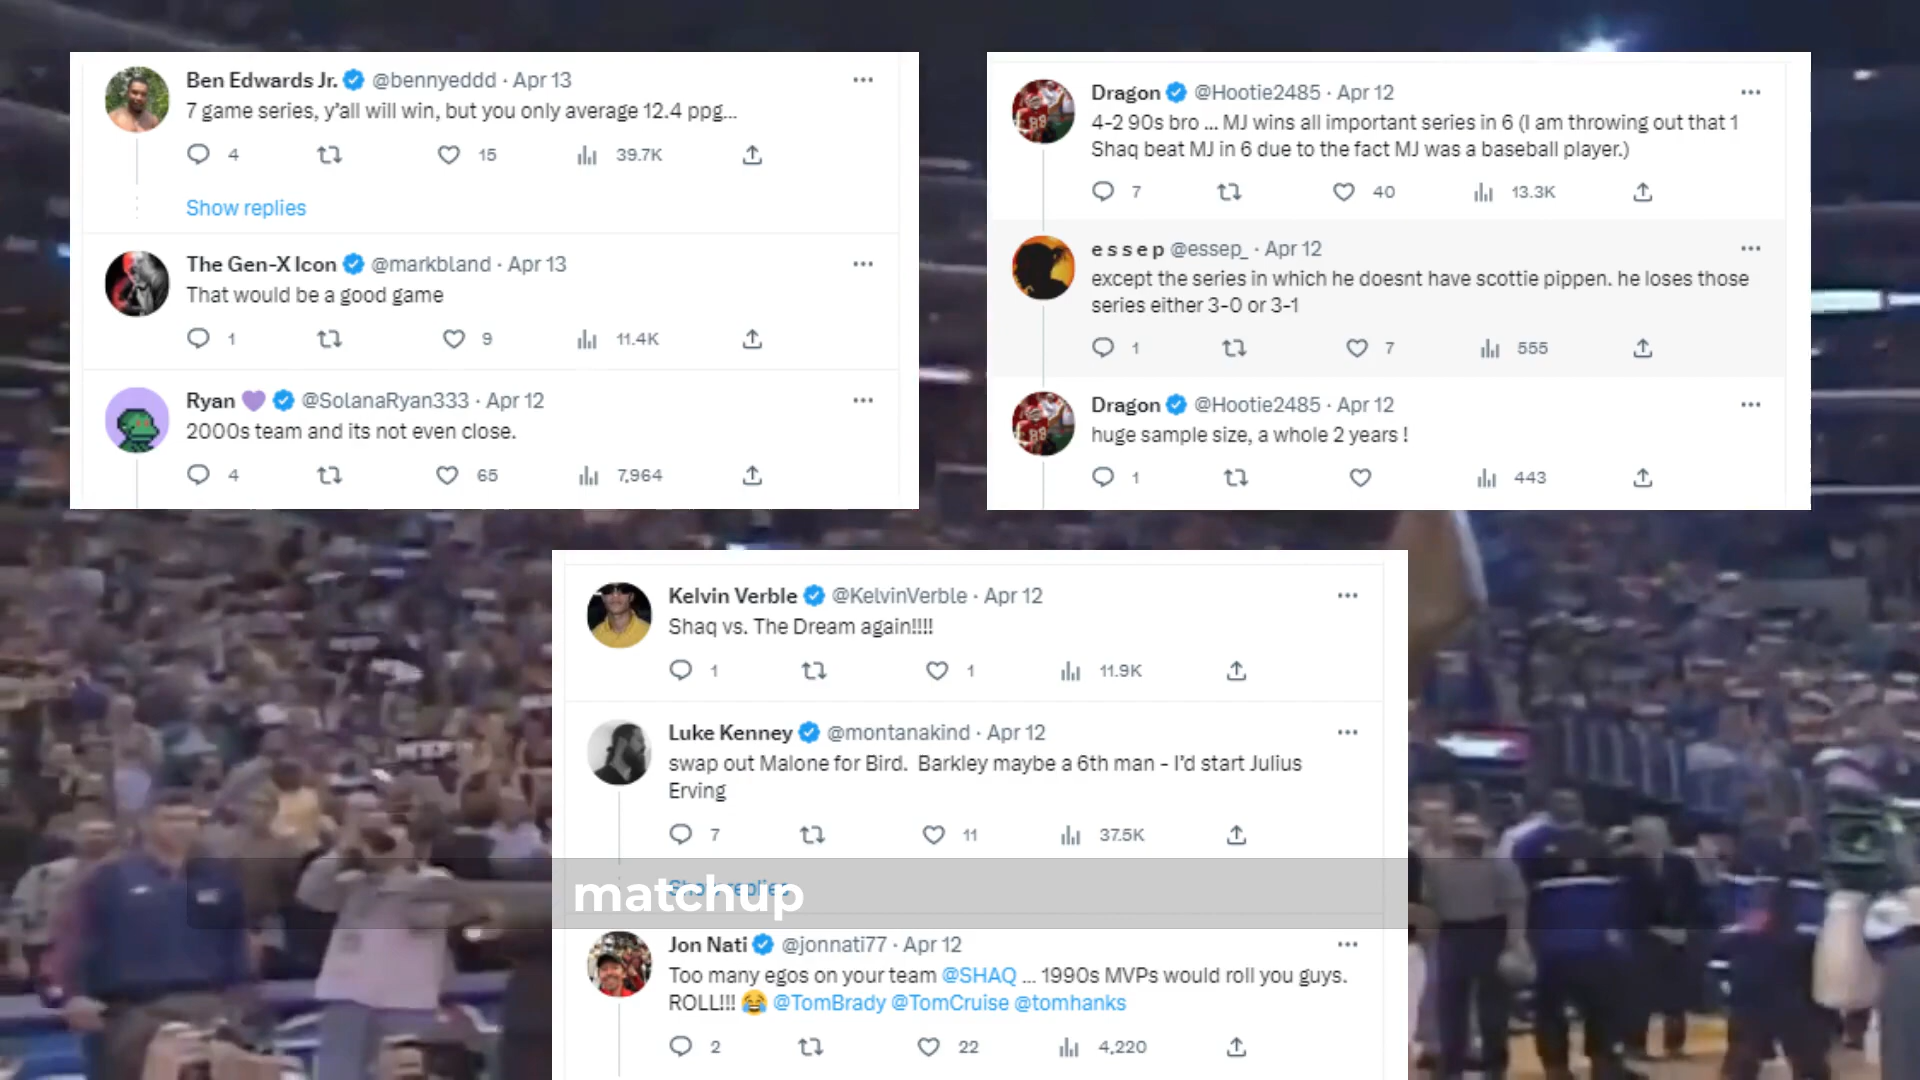 Ben Edwards Jr. @bennyeddd · Apr 13
7 game series, y'all will win, but you only average 12.4 ppg...
4 15 39.7K
Show replies
The Gen-X Icon @markbland · Apr 13
That would be a good game
1 9 11.4K
Ryan 💜 @SolanaRyan333 · Apr 12
2000s team and its not even close.
4 65 7,964
Dragon @Hootie2485 · Apr 12
4-2 90s bro ... MJ wins all important series in 6 (I am throwing out that 1
Shaq beat MJ in 6 due to the fact MJ was a baseball player.)
7 40 13.3K
e s s e p @essep_ · Apr 12
except the series in which he doesnt have scottie pippen. he loses those
series either 3-0 or 3-1
1 7 555
Dragon @Hootie2485 · Apr 12
huge sample size, a whole 2 years !
1 443
Kelvin Verble @KelvinVerble · Apr 12
Shaq vs. The Dream again!!!!
1 1 11.9K
Luke Kenney @montanakind · Apr 12
swap out Malone for Bird. Barkley maybe a 6th man - I'd start Julius
Erving
7 11 37.5K
Show replies
matchup
Jon Nati @jonnati77 · Apr 12
Too many egos on your team @SHAQ ... 1990s MVPs would roll you guys.
ROLL!!! 😂 @TomBrady @TomCruise @tomhanks
2 22 4,220